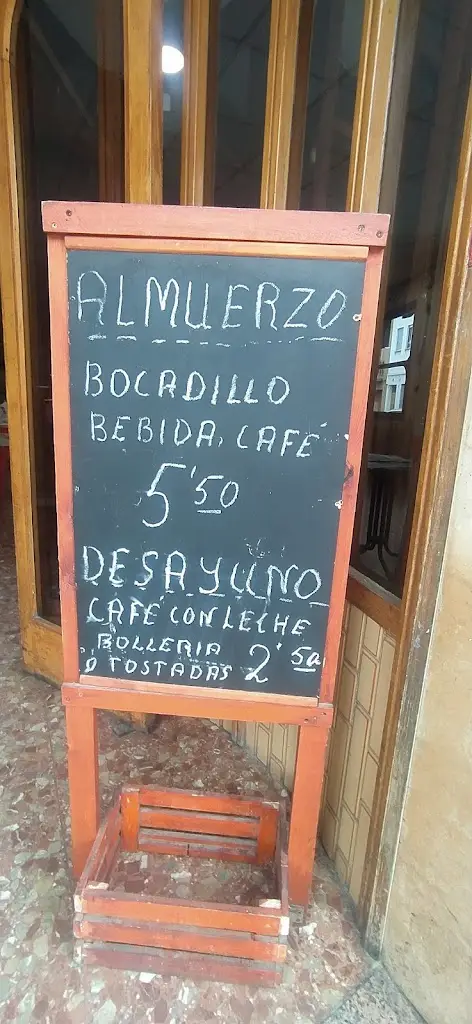 ALMUERZO
BOCADILLO
BEBIDA, CAFÉ
5'50
DESAYUNO
CAFÉ CON LECHE
BOLLERIA
O TOSTADAS 2'50